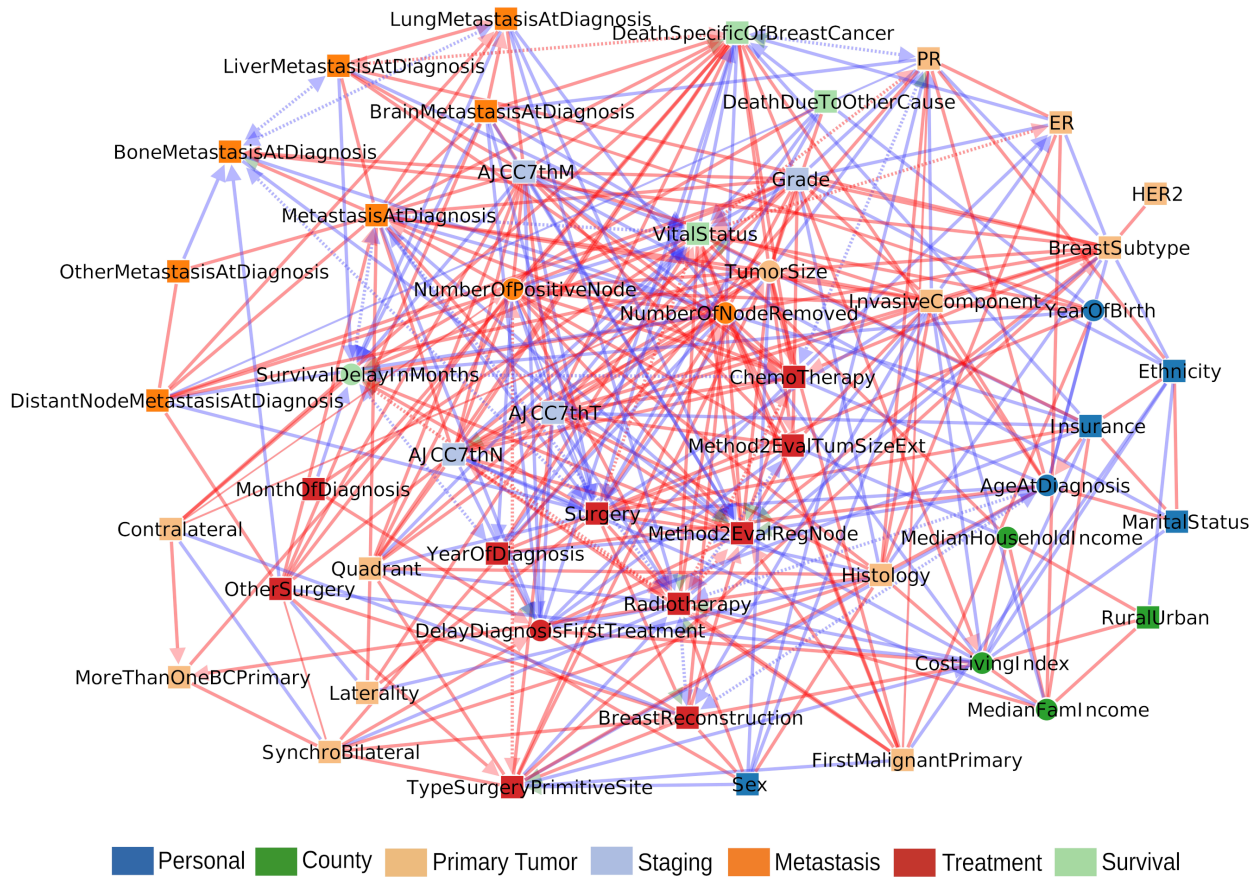 LungMetastasisAtDiagnosis
DeathSpecificOfBreastCancer
PR
LiverMetastasisAtDiagnosis
DeathDueToOtherCause
BrainMetastasisAtDiagnosis
ER
BoneMetastasisAtDiagnosis
AJCC7thM
Grade
HER2
MetastasisAtDiagnosis
VitalStatus
BreastSubtype
OtherMetastasisAtDiagnosis
TumorSize
NumberOfPositiveNode
InvasiveComponent
NumberOfNodeRemoved
YearOfBirth
SurvivalDelayInMonths
ChemoTherapy
Ethnicity
DistantNodeMetastasisAtDiagnosis
AJCC7thT
Insurance
Method2EvalTumSizeExt
AJCC7thN
MonthOfDiagnosis
AgeAtDiagnosis
Surgery
MaritalStatus
Contralateral
Method2EvalRegNode
MedianHouseholdIncome
YearOfDiagnosis
Quadrant
Histology
OtherSurgery
Radiotherapy
RuralUrban
DelayDiagnosisFirstTreatment
CostLivingIndex
MoreThanOneBCPrimary
Laterality
MedianFamIncome
BreastReconstruction
SynchroBilateral
FirstMalignantPrimary
TypeSurgeryPrimitiveSite
Sex
Personal County Primary Tumor Staging Metastasis Treatment Survival